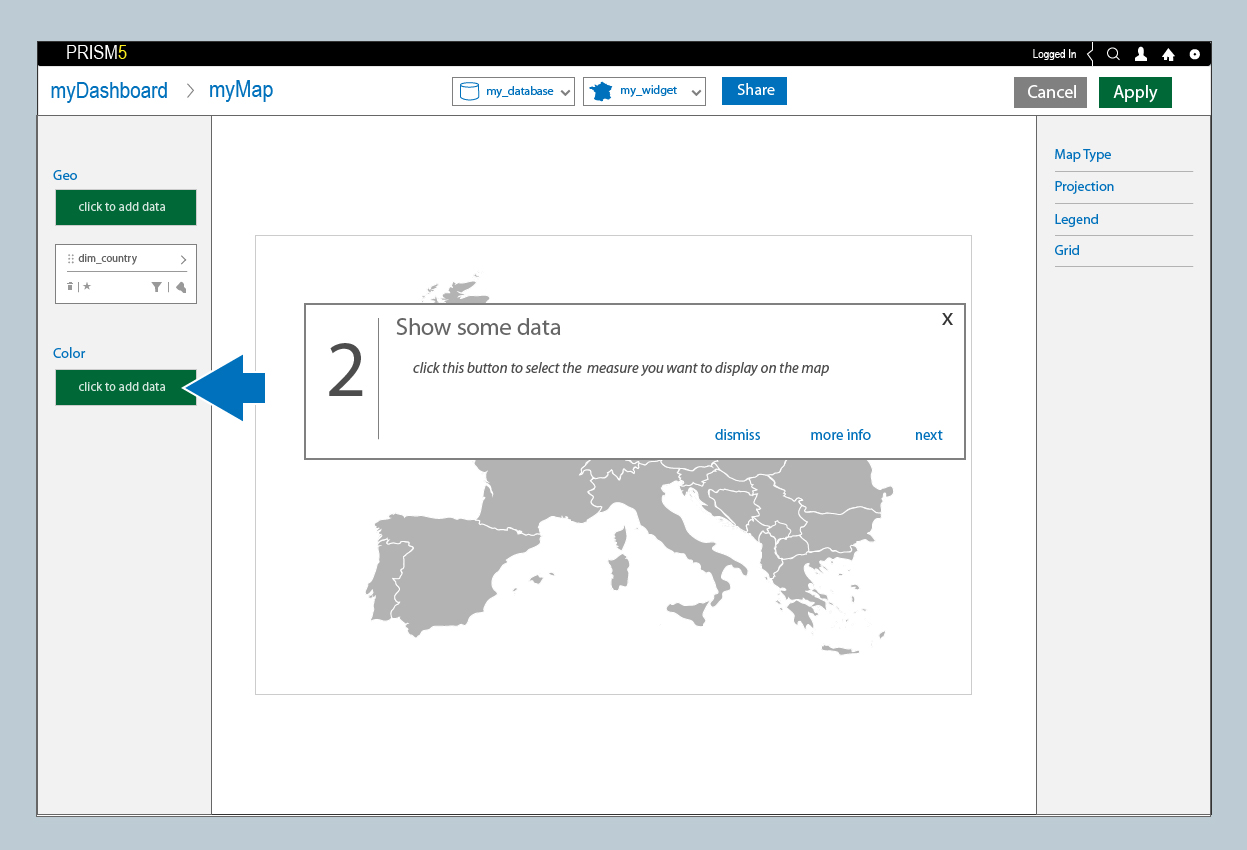 PRISM5
Logged In
myDashboard > myMap
my_database
my_widget
Share
Cancel
Apply
Geo
click to add data
dim_country
Color
click to add data
2
Show some data
X
click this button to select the measure you want to display on the map
dismiss
more info
next
Map Type
Projection
Legend
Grid